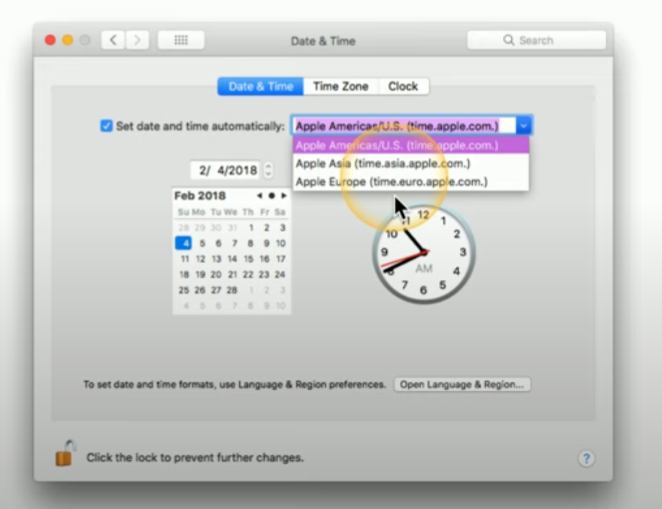 Date & Time
Search
Date & Time Time Zone Clock
Set date and time automatically: Apple Americas/U.S. (time.apple.com.)
Apple Americas/U.S. (time.apple.com.)
Apple Asia (time.asia.apple.com.)
Apple Europe (time.euro.apple.com.)
2/ 4/2018
Feb 2018
Su Mo Tu We Th Fr Sa
28 29 30 31 1 2 3
4 5 6 7 8 9 10
11 12 13 14 15 16 17
18 19 20 21 22 23 24
25 26 27 28 1 2 3
4 5 6 7 8 9 10
11 12 1
10 2
9 3
AM
8 4
7 6 5
To set date and time formats, use Language & Region preferences. Open Language & Region...
Click the lock to prevent further changes. ?